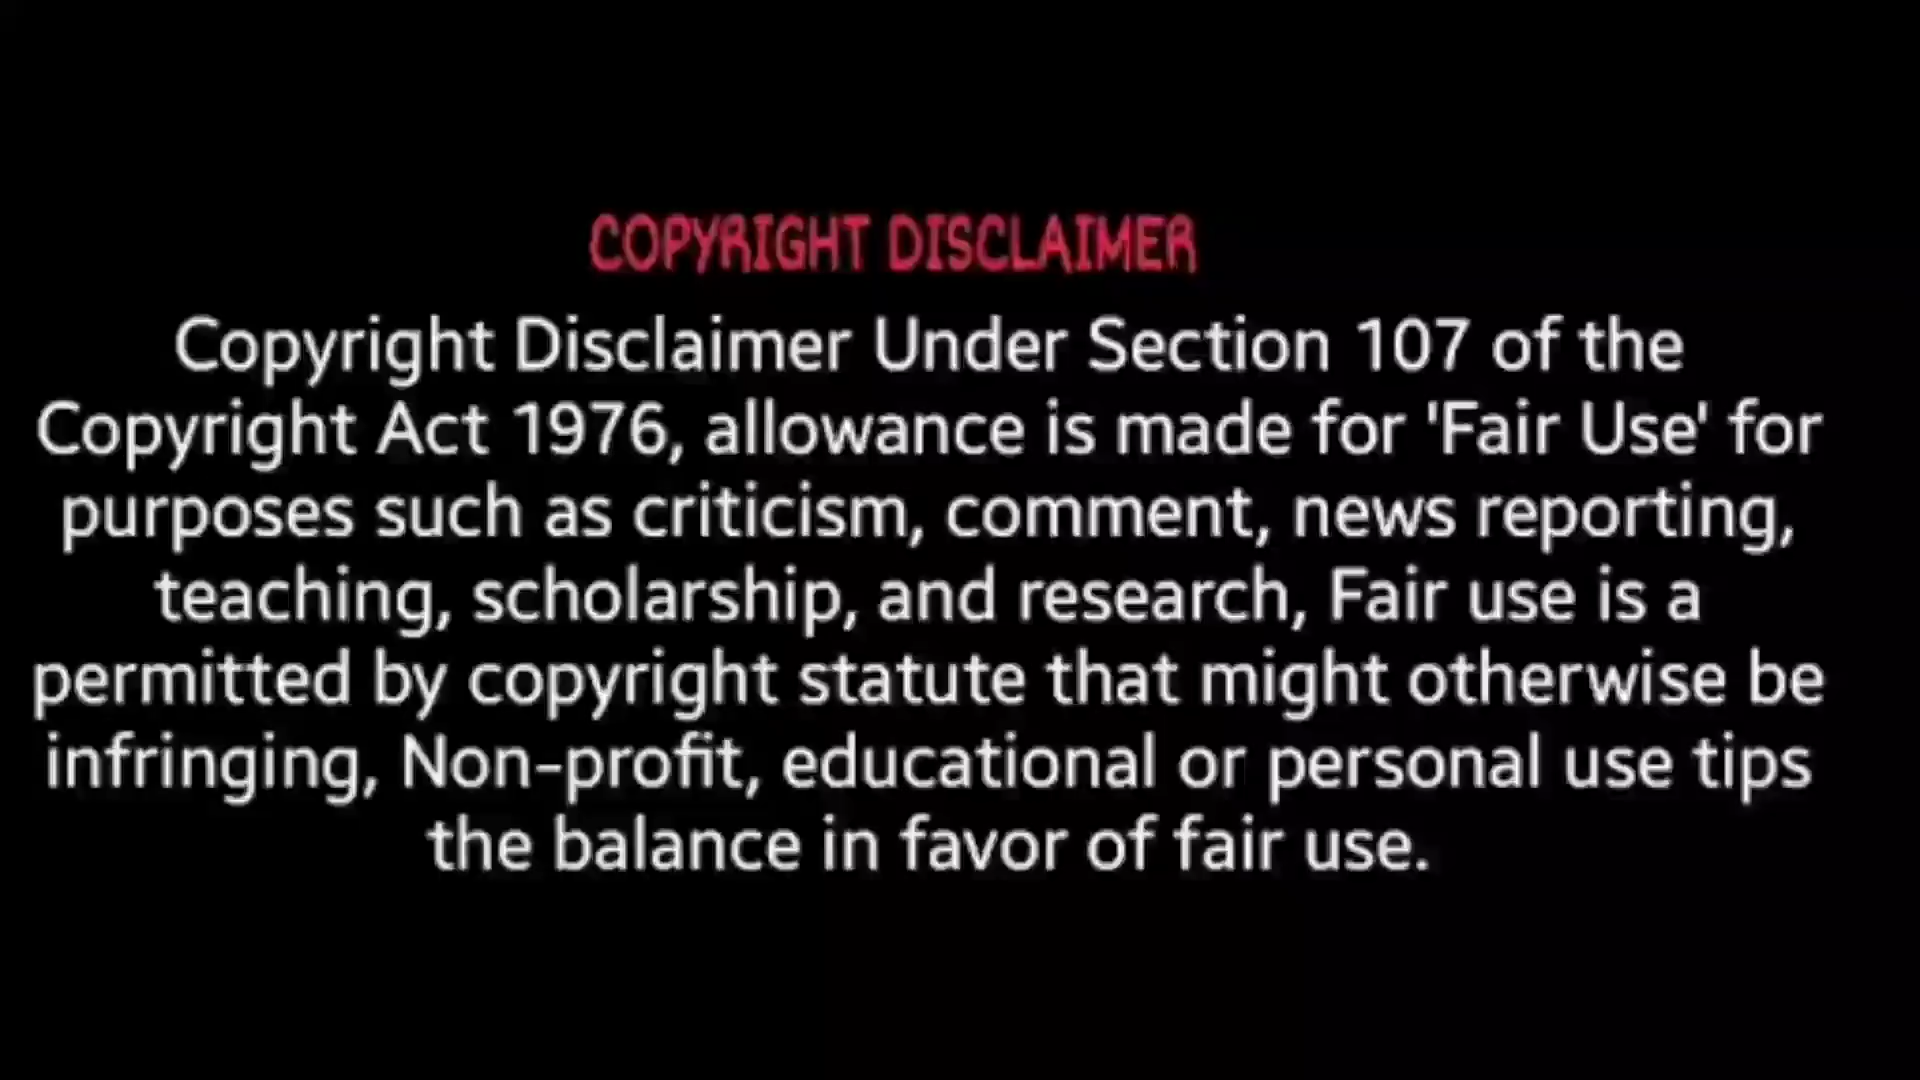 COPYRIGHT DISCLAIMER
Copyright Disclaimer Under Section 107 of the
Copyright Act 1976, allowance is made for 'Fair Use' for
purposes such as criticism, comment, news reporting,
teaching, scholarship, and research, Fair use is a
permitted by copyright statute that might otherwise be
infringing, Non-profit, educational or personal use tips
the balance in favor of fair use.